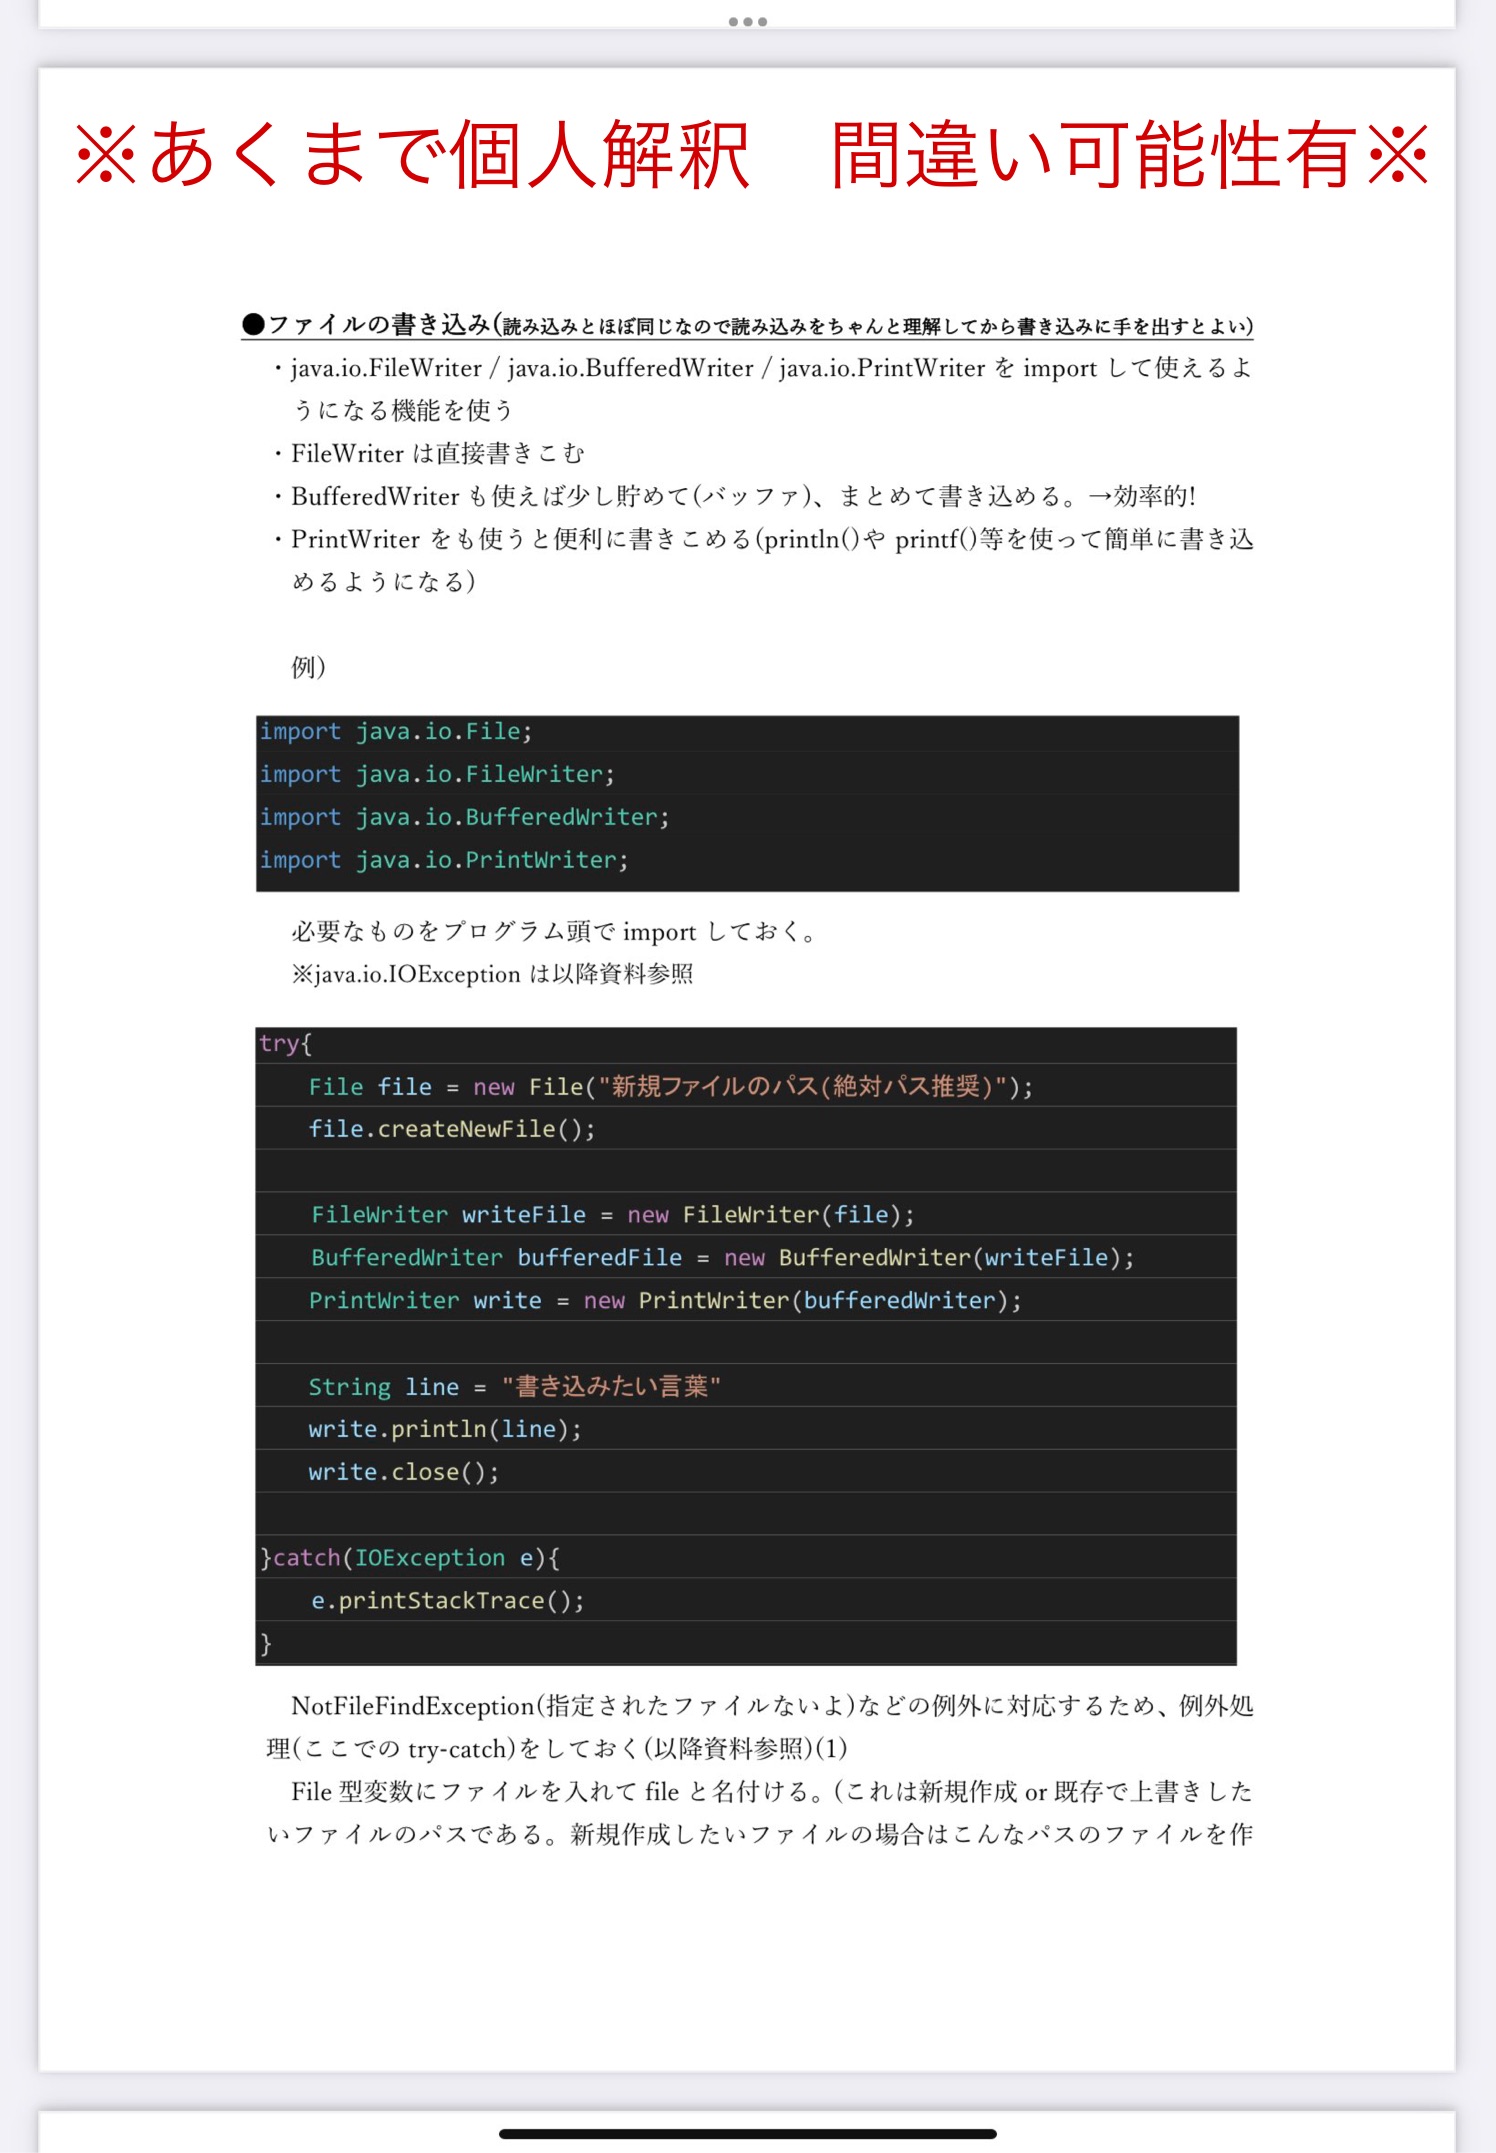 ※あくまで個人解釈　間違い可能性有※
●ファイルの書き込み(読み込みとほぼ同じなので読み込みをちゃんと理解してから書き込みに手を出すとよい)
・java.io.FileWriter / java.io.BufferedWriter / java.io.PrintWriter を import して使えるよ
うになる機能を使う
・FileWriter は直接書きこむ
・BufferedWriter も使えば少し貯めて(バッファ)、まとめて書き込める。→効率的!
・PrintWriter をも使うと便利に書きこめる(println()や printf()等を使って簡単に書き込
めるようになる)
例)
import java.io.File;
import java.io.FileWriter;
import java.io.BufferedWriter;
import java.io.PrintWriter;
必要なものをプログラム頭で import しておく。
※java.io.IOException は以降資料参照
try{
File file = new File("新規ファイルのパス(絶対パス推奨)");
file.createNewFile();
FileWriter writeFile = new FileWriter(file);
BufferedWriter bufferedFile = new BufferedWriter(writeFile);
PrintWriter write = new PrintWriter(bufferedWriter);
String line = "書き込みたい言葉"
write.println(line);
write.close();
}catch(IOException e){
e.printStackTrace();
}
NotFileFindException(指定されたファイルないよ)などの例外に対応するため、例外処
理(ここでの try-catch)をしておく(以降資料参照)(1)
File 型変数にファイルを入れて file と名付ける。(これは新規作成 or 既存で上書きした
いファイルのパスである。新規作成したいファイルの場合はこんなパスのファイルを作